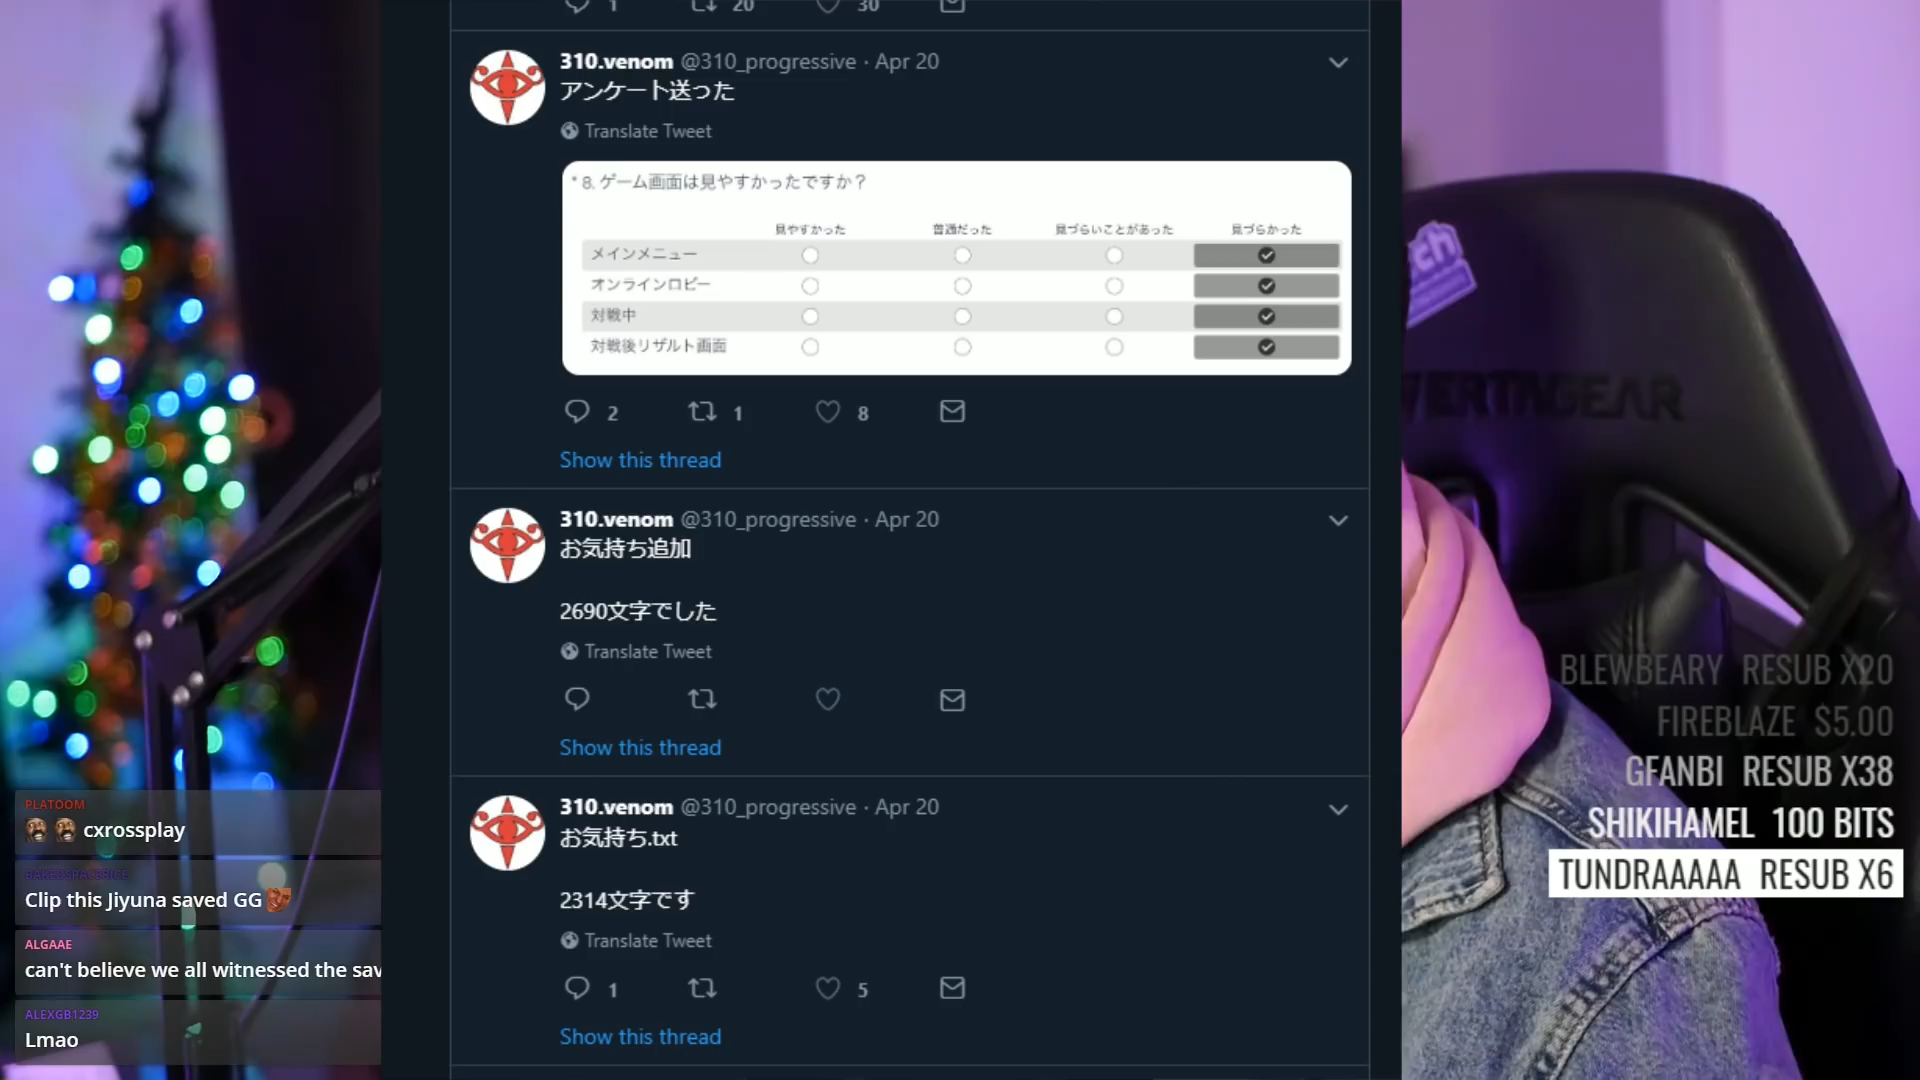 1 20 30
310.venom @310_progressive · Apr 20
アンケート送った
Translate Tweet
* 8. ゲーム画面は見やすかったですか？
見やすかった 普通だった 見づらいことがあった 見づらかった
メインメニュー
オンラインロビー
対戦中
対戦後リザルト画面
2 1 8
Show this thread
310.venom @310_progressive · Apr 20
お気持ち追加
2690文字でした
Translate Tweet
Show this thread
310.venom @310_progressive · Apr 20
お気持ち.txt
2314文字です
Translate Tweet
1 5
Show this thread
PLATOOM
cxrossplay
BAKEDSPACERICE
Clip this Jiyuna saved GG
ALGAAE
can't believe we all witnessed the sav
ALEXGB1239
Lmao
ch
VERTAGEAR
BLEWBEARY RESUB X20
FIREBLAZE $5.00
GFANBI RESUB X38
SHIKIHAMEL 100 BITS
TUNDRAAAAA RESUB X6